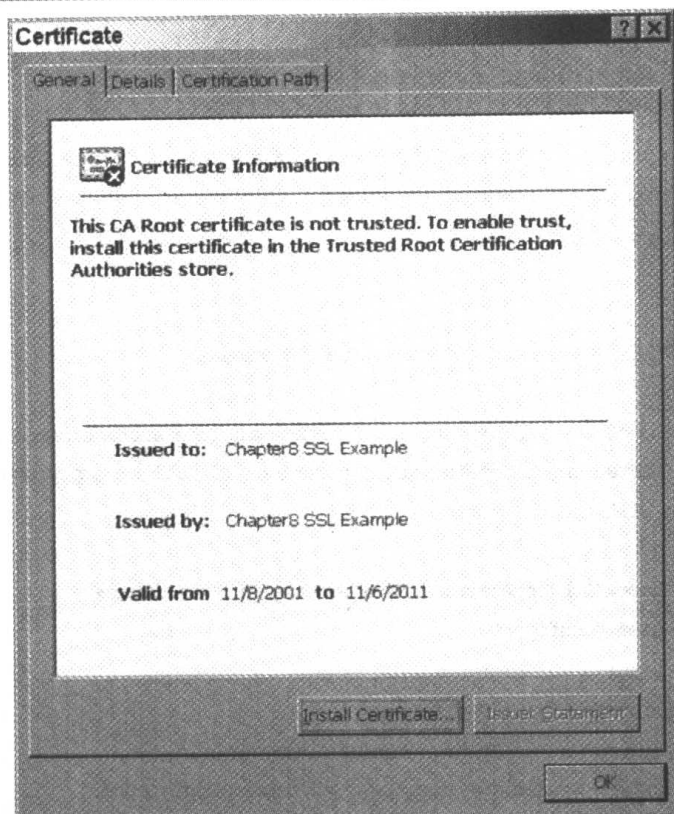 Certificate
? X
General Details Certification Path
Certificate Information
This CA Root certificate is not trusted. To enable trust,
install this certificate in the Trusted Root Certification
Authorities store.
Issued to: Chapter8 SSL Example
Issued by: Chapter8 SSL Example
Valid from 11/8/2001 to 11/6/2011
Install Certificate... Issuer Statement
OK